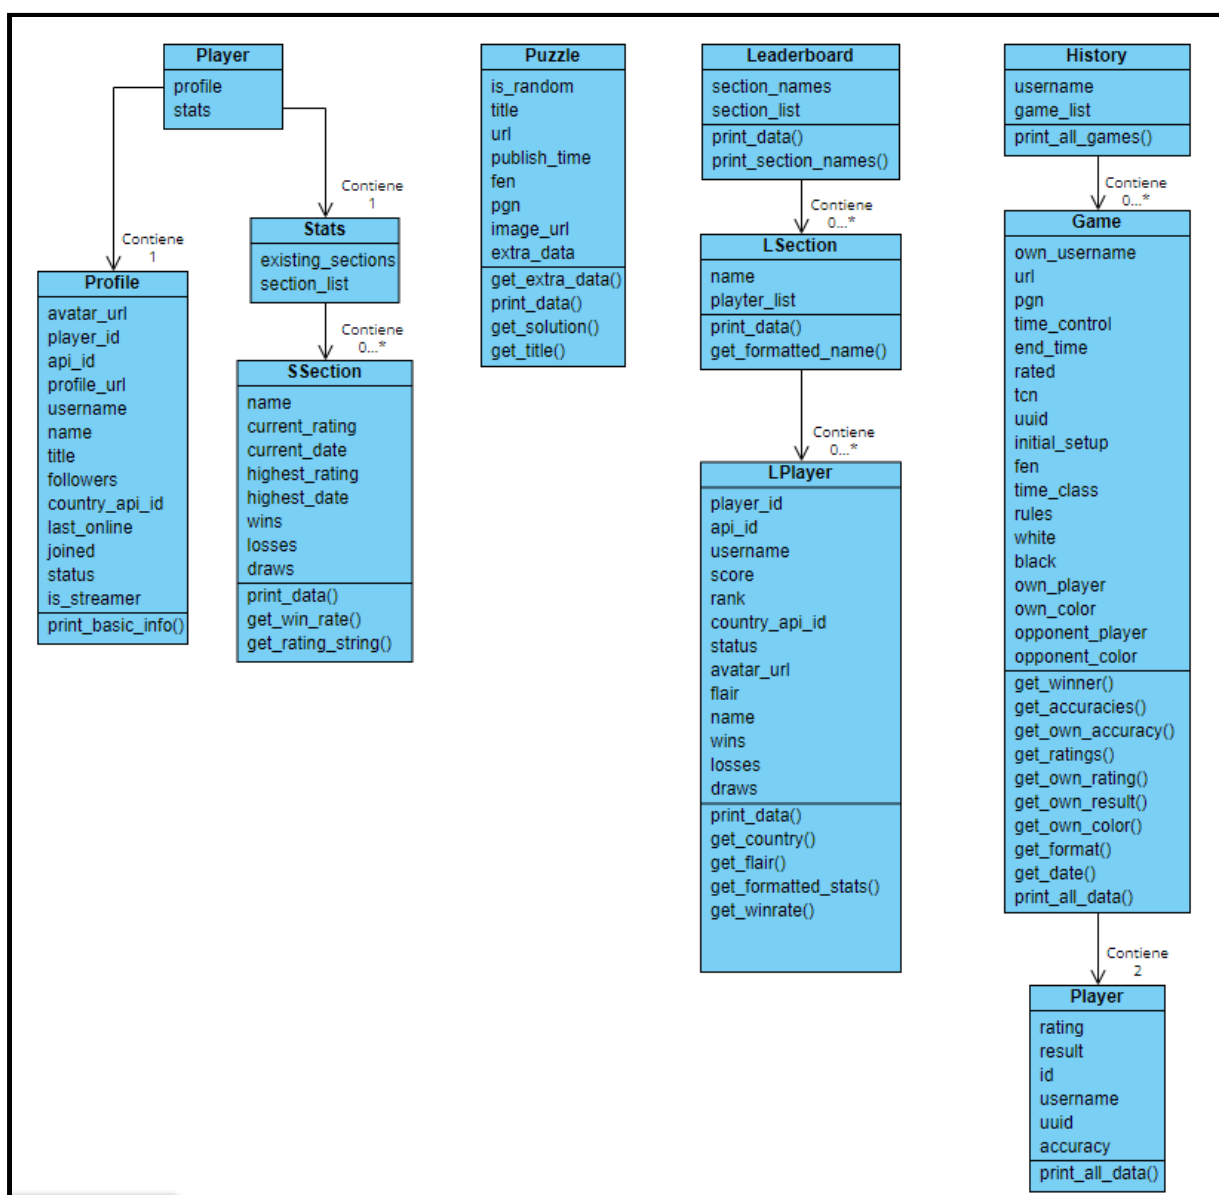 Player
profile
stats
Contiene
1
Profile
avatar_url
player_id
api_id
profile_url
username
name
title
followers
country_api_id
last_online
joined
status
is_streamer
print_basic_info()
Contiene
1
Stats
existing_sections
section_list
Contiene
0...*
SSection
name
current_rating
current_date
highest_rating
highest_date
wins
losses
draws
print_data()
get_win_rate()
get_rating_string()
Puzzle
is_random
title
url
publish_time
fen
pgn
image_url
extra_data
get_extra_data()
print_data()
get_solution()
get_title()
Leaderboard
section_names
section_list
print_data()
print_section_names()
Contiene
0...*
LSection
name
playter_list
print_data()
get_formatted_name()
Contiene
0...*
LPlayer
player_id
api_id
username
score
rank
country_api_id
status
avatar_url
flair
name
wins
losses
draws
print_data()
get_country()
get_flair()
get_formatted_stats()
get_winrate()
History
username
game_list
print_all_games()
Contiene
0...*
Game
own_username
url
pgn
time_control
end_time
rated
tcn
uuid
initial_setup
fen
time_class
rules
white
black
own_player
own_color
opponent_player
opponent_color
get_winner()
get_accuracies()
get_own_accuracy()
get_ratings()
get_own_rating()
get_own_result()
get_own_color()
get_format()
get_date()
print_all_data()
Contiene
2
Player
rating
result
id
username
uuid
accuracy
print_all_data()